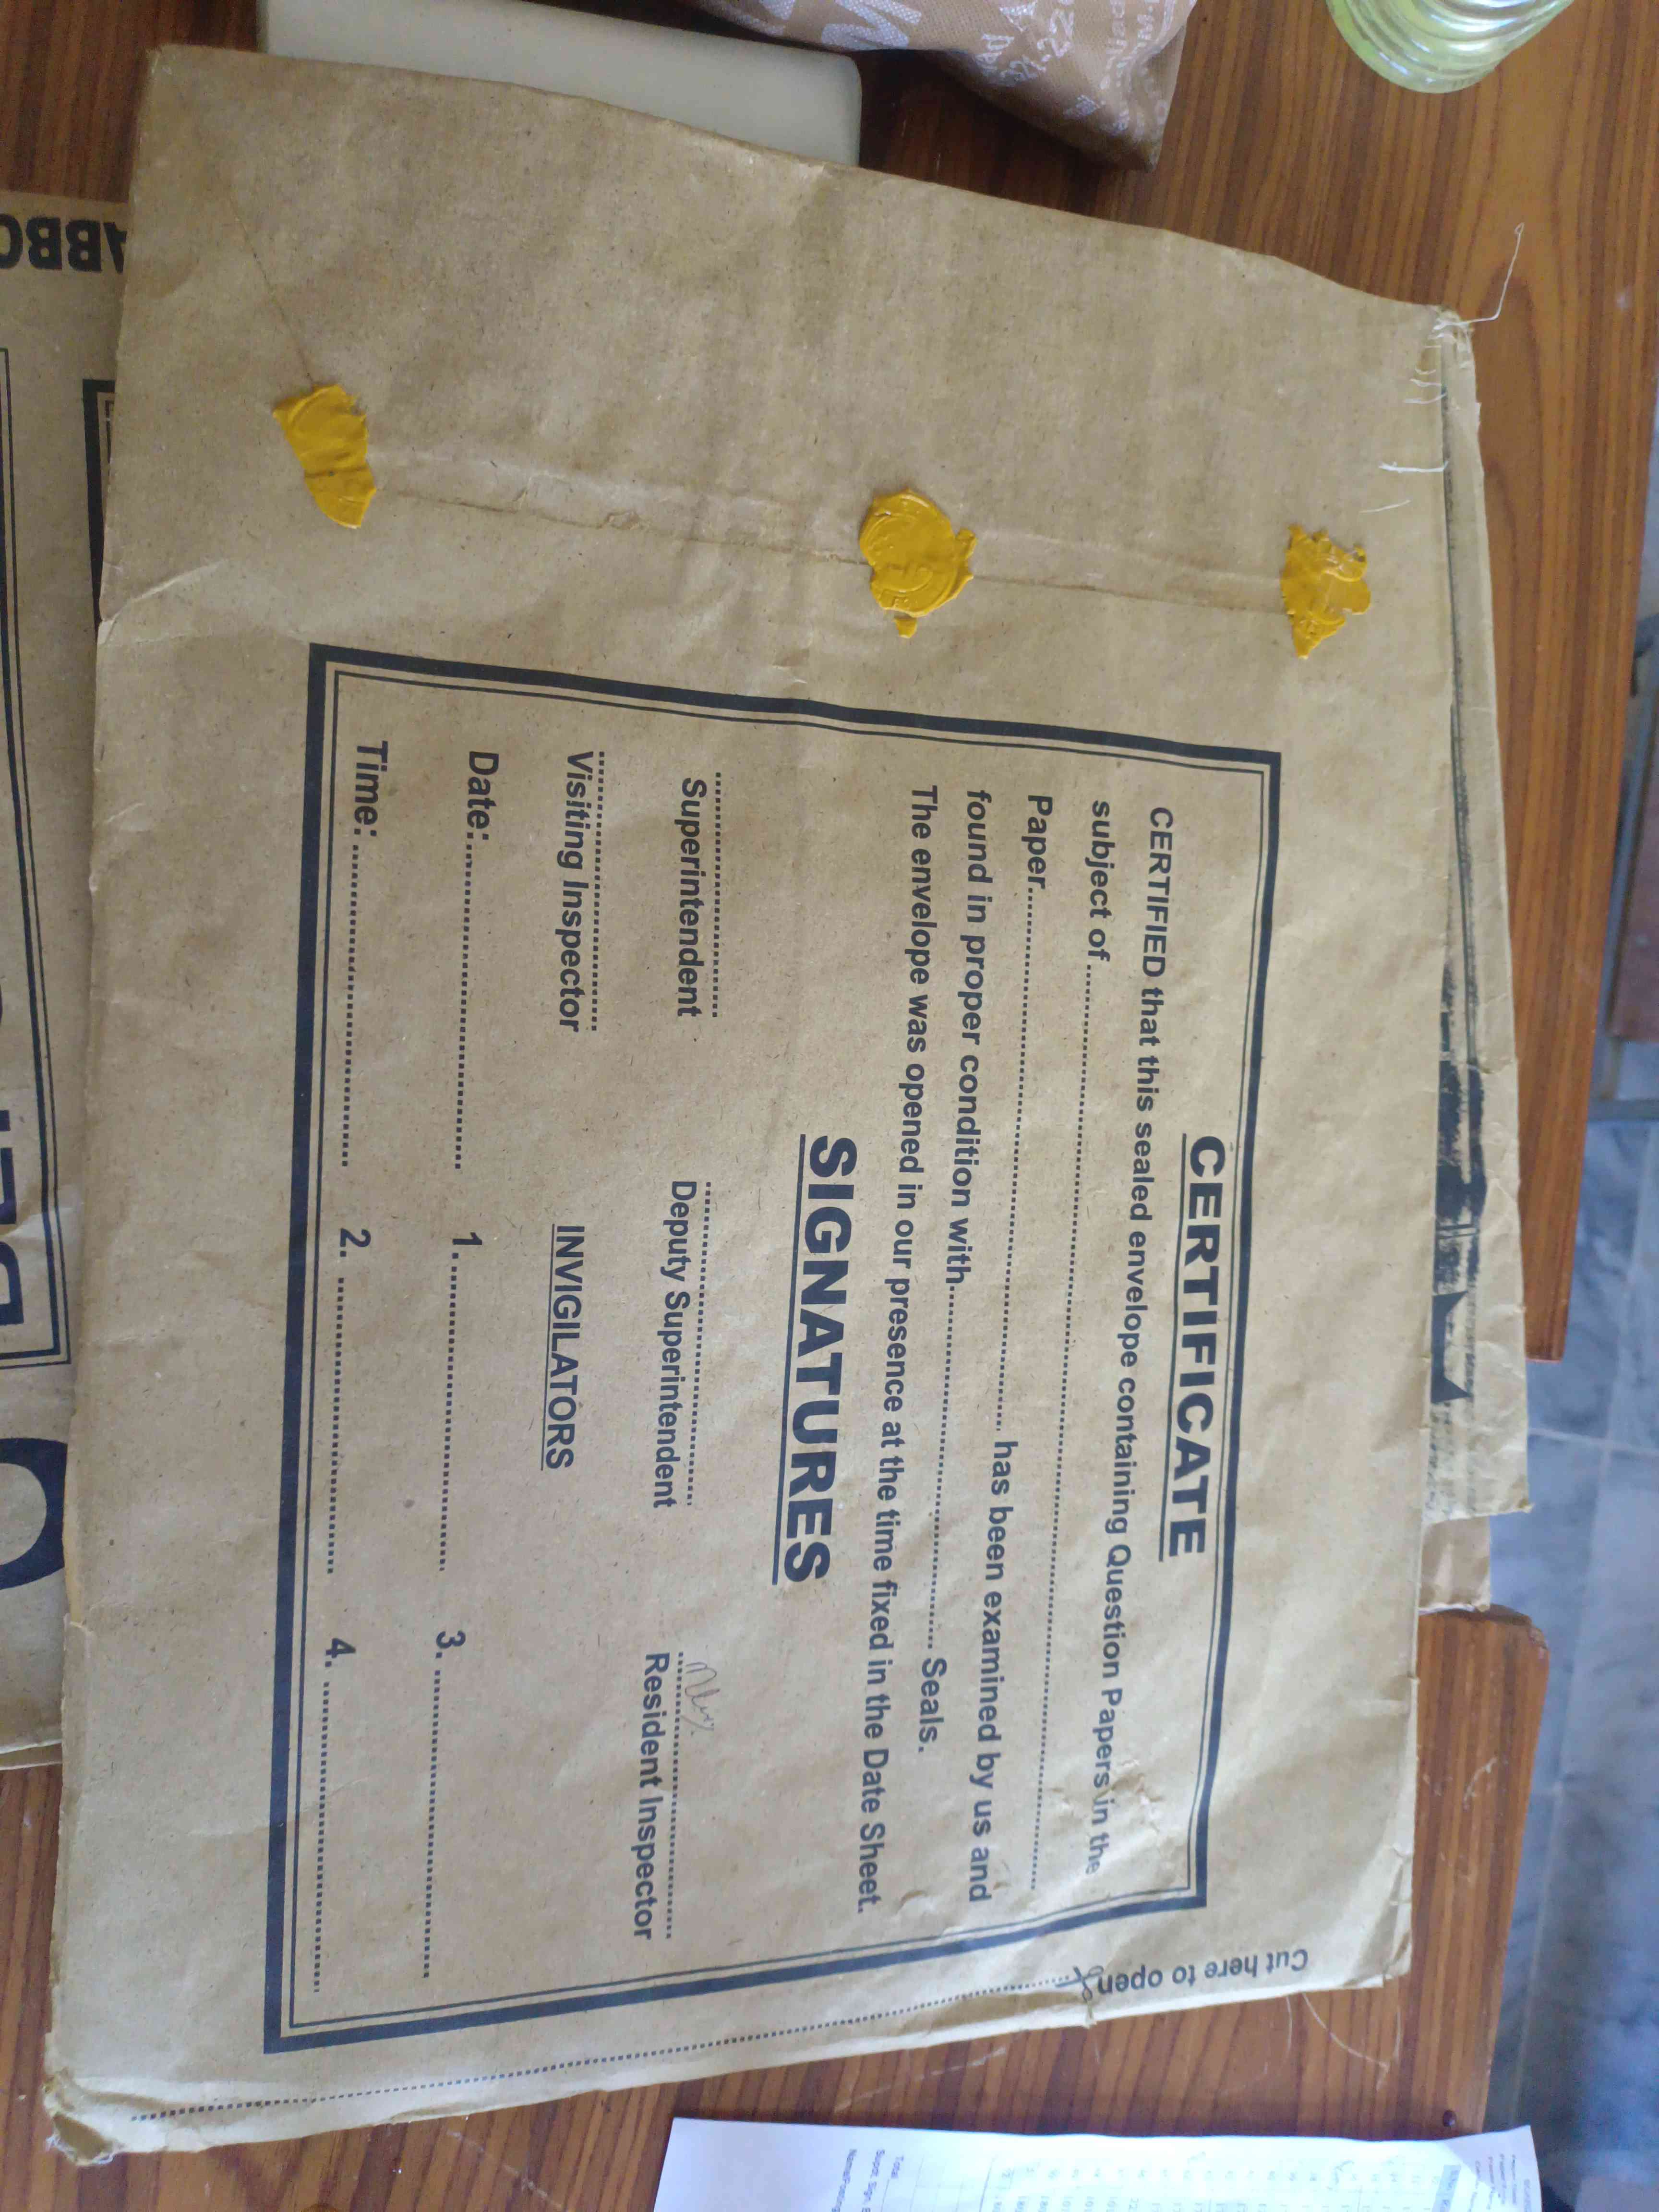 CERTIFICATE
CERTIFIED that this sealed envelope containing Question Papers in the
subject of............................................................
Paper............................................ has been examined by us and
found in proper condition with.............................. Seals.
The envelope was opened in our presence at the time fixed in the Date Sheet.
SIGNATURES
Superintendent Deputy Superintendent Resident Inspector
Visiting Inspector INVIGILATORS
Date:.............................. 1.............................. 3. ..............................
Time: .............................. 2. .............................. 4. ..............................
Cut here to open
ABBO